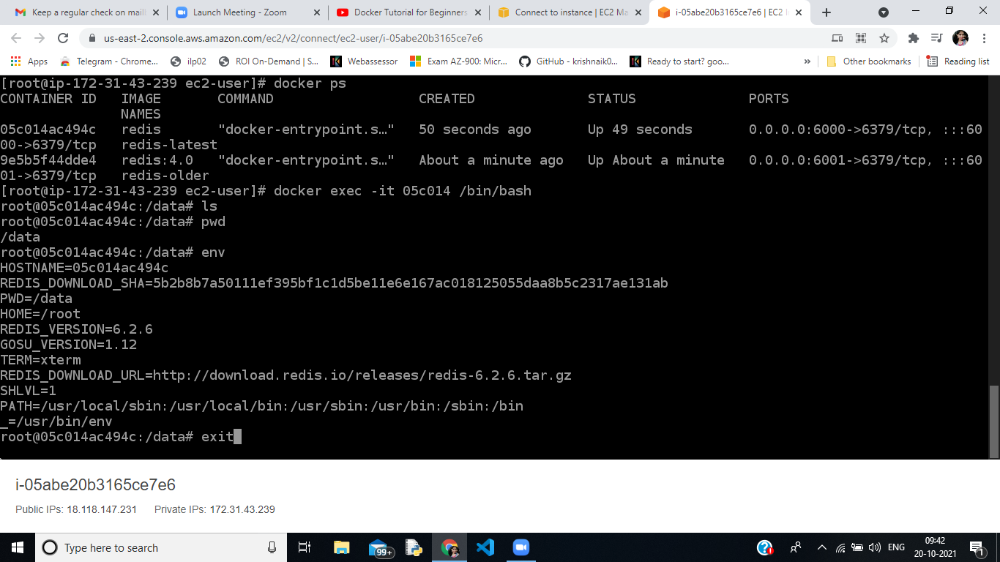 Keep a regular check on mailb
Launch Meeting - Zoom
Docker Tutorial for Beginners
Connect to instance | EC2 Ma
i-05abe20b3165ce7e6 | EC2 I
us-east-2.console.aws.amazon.com/ec2/v2/connect/ec2-user/i-05abe20b3165ce7e6
Apps
Telegram - Chrome...
ilp02
ROI On-Demand | S...
Webassessor
Exam AZ-900: Micr...
GitHub - krishnaik0...
Ready to start? goo...
»
Other bookmarks
Reading list
[root@ip-172-31-43-239 ec2-user]# docker ps
CONTAINER ID   IMAGE       COMMAND                  CREATED              STATUS              PORTS
               NAMES
05c014ac494c   redis       "docker-entrypoint.s…"   50 seconds ago       Up 49 seconds       0.0.0.0:6000->6379/tcp, :::60
00->6379/tcp   redis-latest
9e5b5f44dde4   redis:4.0   "docker-entrypoint.s…"   About a minute ago   Up About a minute   0.0.0.0:6001->6379/tcp, :::60
01->6379/tcp   redis-older
[root@ip-172-31-43-239 ec2-user]# docker exec -it 05c014 /bin/bash
root@05c014ac494c:/data# ls
root@05c014ac494c:/data# pwd
/data
root@05c014ac494c:/data# env
HOSTNAME=05c014ac494c
REDIS_DOWNLOAD_SHA=5b2b8b7a50111ef395bf1c1d5be11e6e167ac018125055daa8b5c2317ae131ab
PWD=/data
HOME=/root
REDIS_VERSION=6.2.6
GOSU_VERSION=1.12
TERM=xterm
REDIS_DOWNLOAD_URL=http://download.redis.io/releases/redis-6.2.6.tar.gz
SHLVL=1
PATH=/usr/local/sbin:/usr/local/bin:/usr/sbin:/usr/bin:/sbin:/bin
_=/usr/bin/env
root@05c014ac494c:/data# exit
i-05abe20b3165ce7e6
Public IPs: 18.118.147.231 Private IPs: 172.31.43.239
Type here to search
99+
ENG
09:42
20-10-2021
1